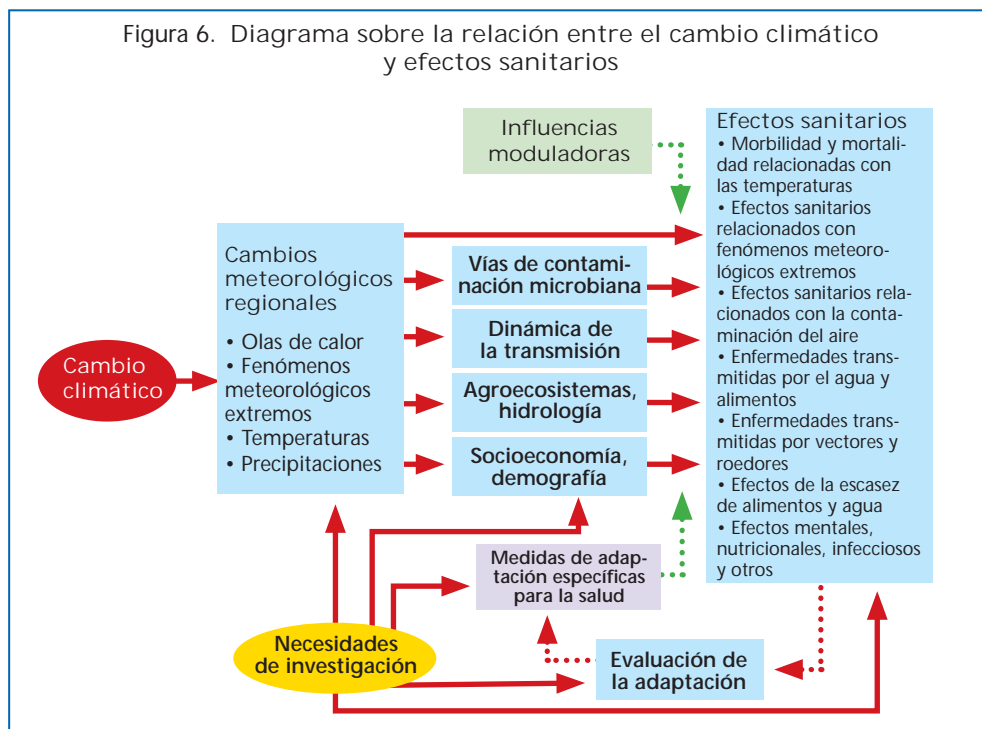 Figura 6. Diagrama sobre la relación entre el cambio climático
y efectos sanitarios
Influencias
moduladoras
Cambio
climático
Cambios
meteorológicos
regionales
• Olas de calor
• Fenómenos
meteorológicos
extremos
• Temperaturas
• Precipitaciones
Vías de contami-
nación microbiana
Dinámica de
la transmisión
Agroecosistemas,
hidrología
Socioeconomía,
demografía
Efectos sanitarios
• Morbilidad y mortali-
dad relacionadas con
las temperaturas
• Efectos sanitarios
relacionados con
fenómenos meteoro-
lógicos extremos
• Efectos sanitarios rela-
cionados con la conta-
minación del aire
• Enfermedades trans-
mitidas por el agua y
alimentos
• Enfermedades trans-
mitidas por vectores y
roedores
• Efectos de la escasez
de alimentos y agua
• Efectos mentales,
nutricionales, infecciosos
y otros
Medidas de adap-
tación específicas
para la salud
Necesidades
de investigación
Evaluación de
la adaptación